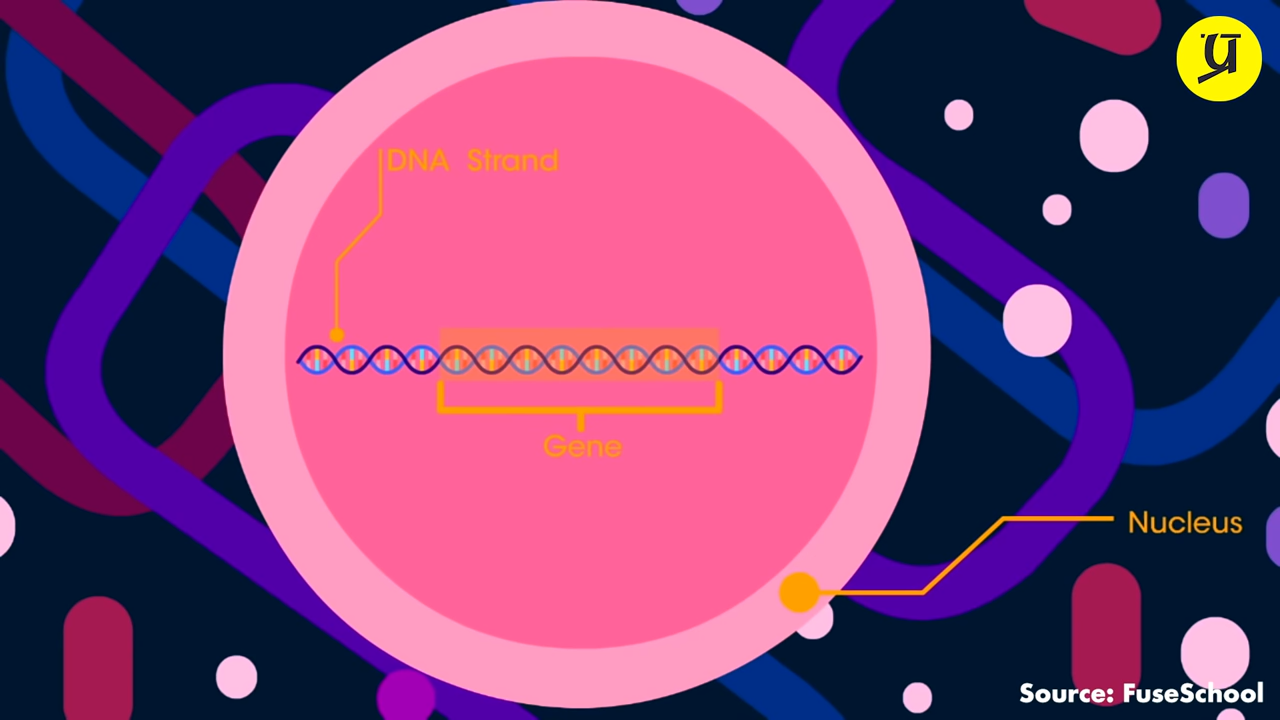 प्र
DNA Strand
Gene
Nucleus
Source: FuseSchool